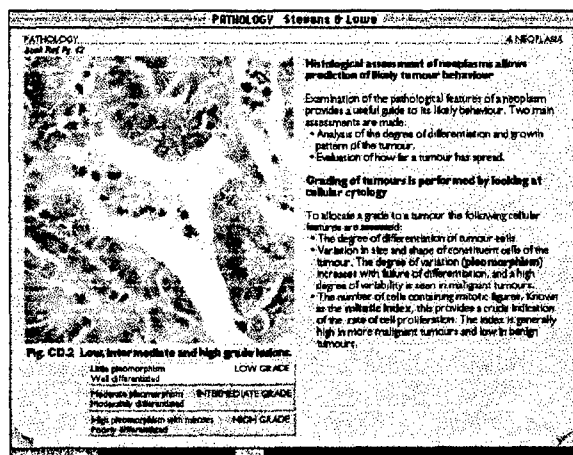 PATHOLOGY Stevens & Lowe
PATHOLOGY
4 NEOPLASIA
Book Ref Pg. 62
Histological assessment of neoplasms allows
prediction of likely tumour behaviour
Examination of the pathological features of a neoplasm
provides a useful guide to its likely behaviour. Two main
assessments are made:
• Analysis of the degree of differentiation and growth
pattern of the tumour.
• Evaluation of how far a tumour has spread.
Grading of tumours is performed by looking at
cellular cytology
To allocate a grade to a tumour the following cellular
features are assessed:
• The degree of differentiation of tumour cells.
• Variation in size and shape of constituent cells of the
tumour. The degree of variation (pleomorphism)
increases with failure of differentiation, and a high
degree of variability is seen in malignant tumours.
• The number of cells containing mitotic figures. Known
as the mitotic index, this provides a crude indication
of the rate of cell proliferation. The index is generally
high in more malignant tumours and low in benign
tumours.
Fig. CD.2 Low, intermediate and high grade lesions.
Little pleomorphism LOW GRADE
Well differentiated
Moderate pleomorphism INTERMEDIATE GRADE
Moderately differentiated
High pleomorphism with mitoses HIGH GRADE
Poorly differentiated